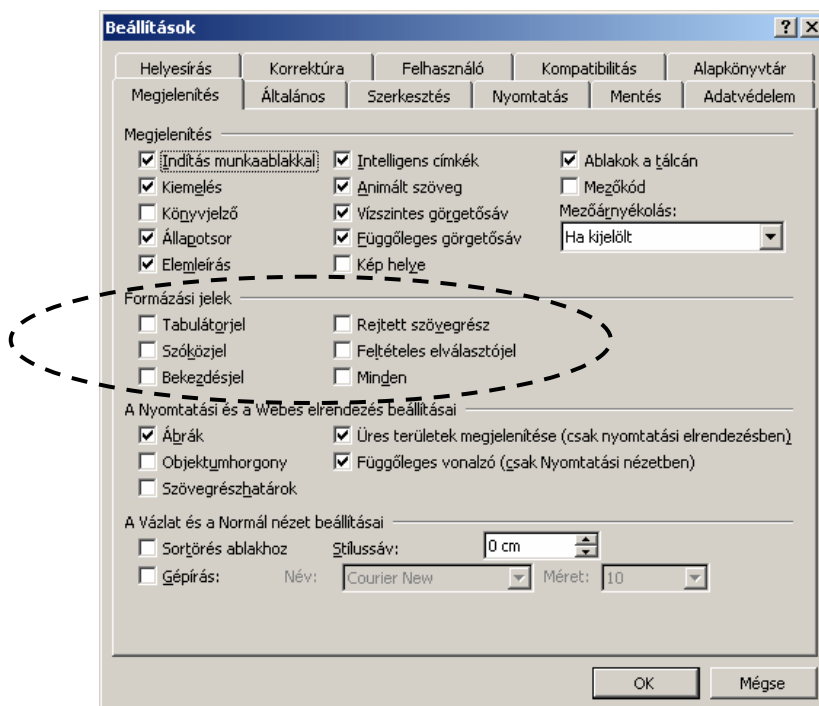 Beállítások
Helyesírás Korrektúra Felhasználó Kompatibilitás Alapkönyvtár
Megjelenítés Általános Szerkesztés Nyomtatás Mentés Adatvédelem
Megjelenítés
Indítás munkaablakkal Intelligens címkék Ablakok a tálcán
Kiemelés Animált szöveg Mezőkód
Könyvjelző Vízszintes görgetősáv Mezőárnyékolás:
Állapotsor Függőleges görgetősáv Ha kijelölt
Elemleírás Kép helye
Formázási jelek
Tabulátorjel Rejtett szövegrész
Szóközjel Feltételes elválasztójel
Bekezdésjel Minden
A Nyomtatási és a Webes elrendezés beállításai
Ábrák Üres területek megjelenítése (csak nyomtatási elrendezésben)
Objektumhorgony Függőleges vonalzó (csak Nyomtatási nézetben)
Szövegrészhatárok
A Vázlat és a Normál nézet beállításai
Sortörés ablakhoz Stílussáv: 0 cm
Gépírás: Név: Courier New Méret: 10
OK Mégse